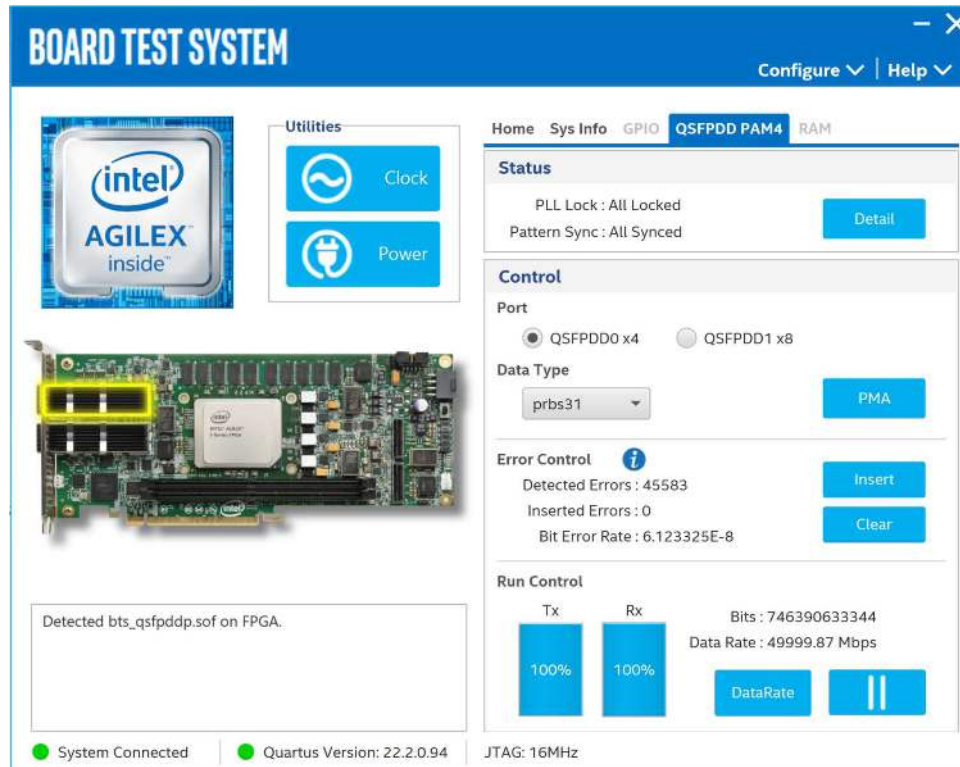 BOARD TEST SYSTEM
Configure | Help
intel
AGILEX™
inside™
Utilities
Clock
Power
Home Sys Info GPIO QSFPDD PAM4 RAM
Status
PLL Lock : All Locked
Pattern Sync : All Synced
Detail
Control
Port
QSFPDD0 x4 QSFPDD1 x8
Data Type
prbs31
PMA
Error Control i
Detected Errors : 45583
Insert
Inserted Errors : 0
Clear
Bit Error Rate : 6.123325E-8
Run Control
Tx Rx
100% 100%
Bits : 746390633344
Data Rate : 49999.87 Mbps
DataRate
Detected bts_qsfpddp.sof on FPGA.
System Connected
Quartus Version: 22.2.0.94
JTAG: 16MHz